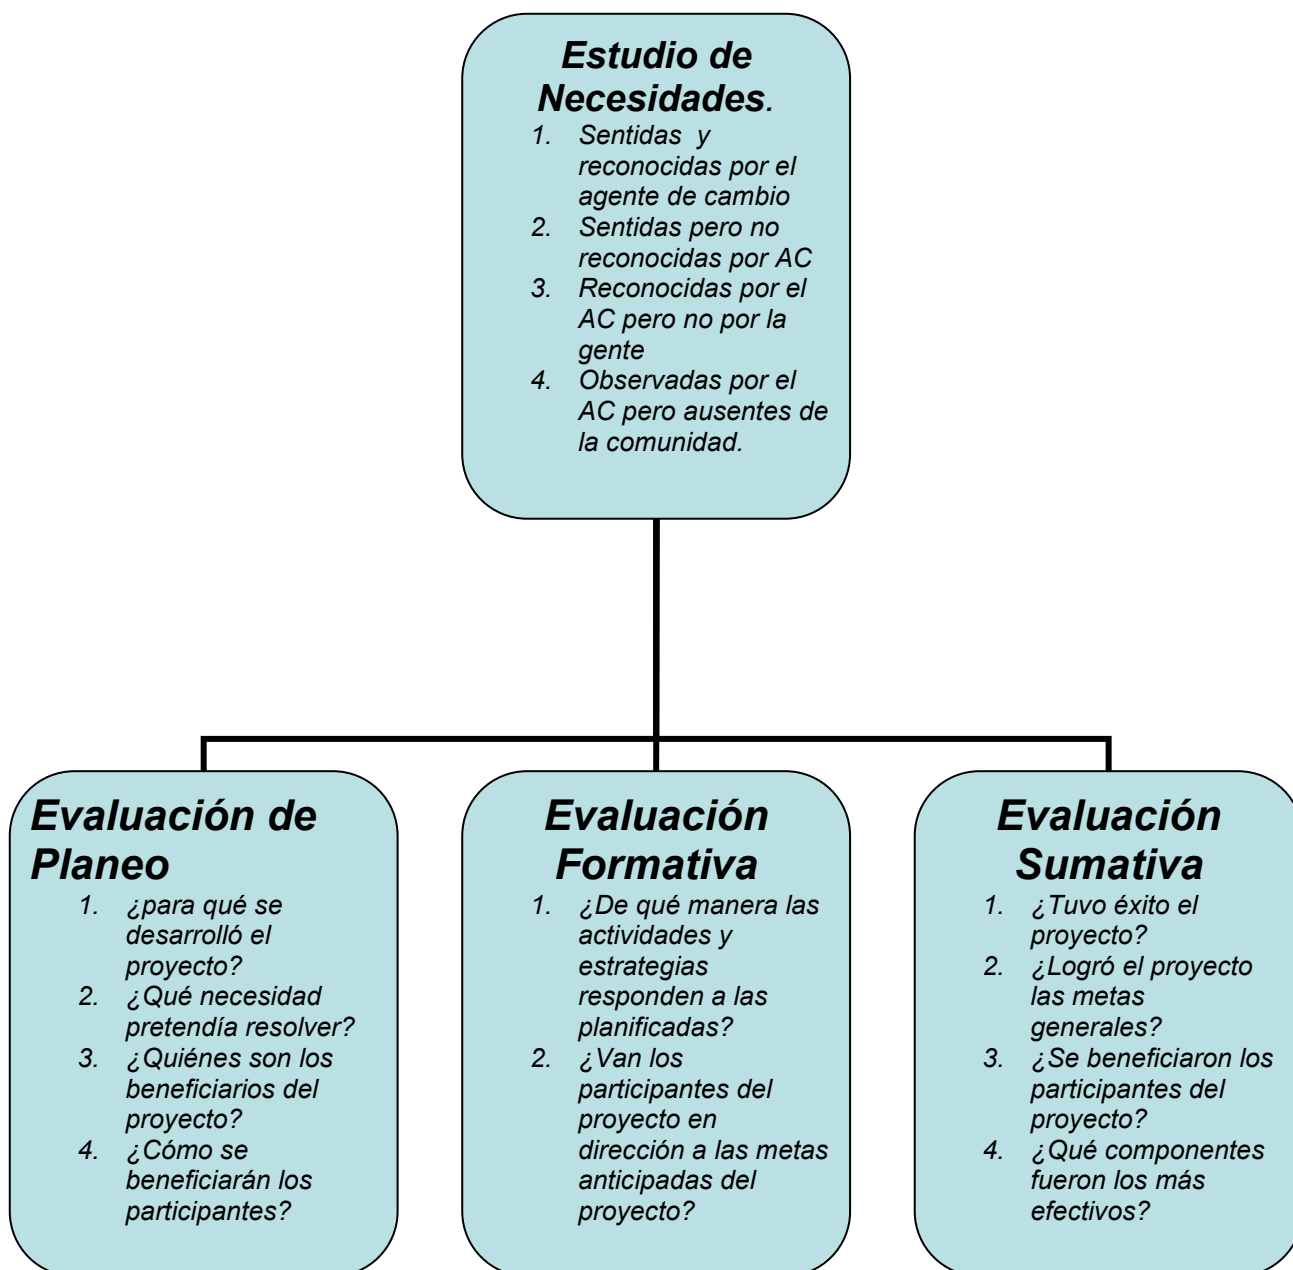 Estudio de
Necesidades.
1. Sentidas y
reconocidas por el
agente de cambio
2. Sentidas pero no
reconocidas por AC
3. Reconocidas por el
AC pero no por la
gente
4. Observadas por el
AC pero ausentes de
la comunidad.
Evaluación de
Planeo
1. ¿para qué se
desarrolló el
proyecto?
2. ¿Qué necesidad
pretendía resolver?
3. ¿Quiénes son los
beneficiarios del
proyecto?
4. ¿Cómo se
beneficiarán los
participantes?
Evaluación
Formativa
1. ¿De qué manera las
actividades y
estrategias
responden a las
planificadas?
2. ¿Van los
participantes del
proyecto en
dirección a las metas
anticipadas del
proyecto?
Evaluación
Sumativa
1. ¿Tuvo éxito el
proyecto?
2. ¿Logró el proyecto
las metas
generales?
3. ¿Se beneficiaron los
participantes del
proyecto?
4. ¿Qué componentes
fueron los más
efectivos?